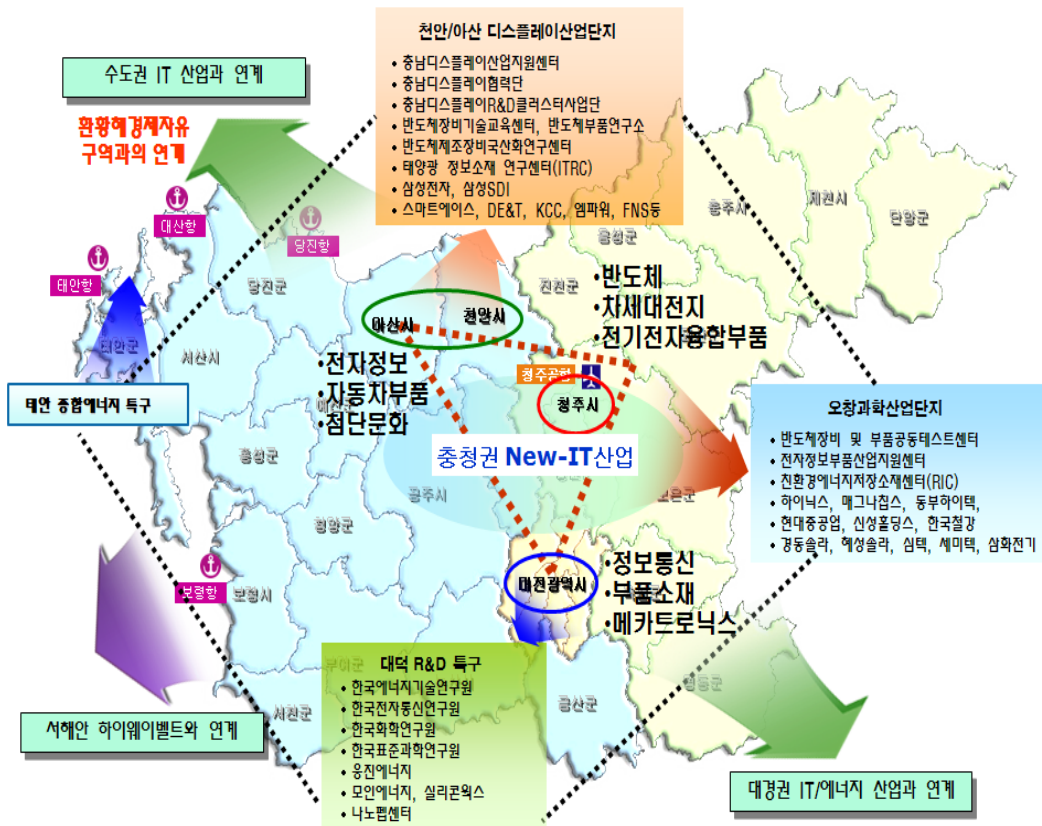 천안/아산 디스플레이산업단지
• 충남디스플레이산업지원센터
• 충남디스플레이협력단
• 충남디스플레이R&D클러스터사업단
• 반도체장비기술교육센터, 반도체부품연구소
• 반도체제조장비국산화연구센터
• 태양광 정보소재 연구센터(ITRC)
• 삼성전자, 삼성SDI
• 스마트에이스, DE&T, KCC, 엠파워, FNS등
수도권 IT 산업과 연계
환황해경제자유
구역과의 연계
대산항
당진항
태안항
태안군
당진군
서산시
아산시
천안시
음성군
충주시
제천시
단양군
진천군
•반도체
•차세대전지
•전기전자융합부품
•전자정보
•자동차부품
•첨단문화
청주공항
청주시
태안 종합에너지 특구
홍성군
충청권 New-IT산업
공주시
보은군
청양군
오창과학산업단지
• 반도체장비 및 부품공동테스트센터
• 전자정보부품산업지원센터
• 친환경에너지저장소재센터(RIC)
• 하이닉스, 매그나칩스, 동부하이텍,
• 현대중공업, 신성홀딩스, 한국철강
• 경동솔라, 혜성솔라, 심텍, 세미텍, 삼화전기
보령항
보령시
대전광역시
•정보통신
•부품소재
•메카트로닉스
부여군
서천군
금산군
영동군
대덕 R&D 특구
• 한국에너지기술연구원
• 한국전자통신연구원
• 한국화학연구원
• 한국표준과학연구원
• 웅진에너지
• 모인에너지, 실리콘웍스
• 나노펩센터
서해안 하이웨이벨트와 연계
대경권 IT/에너지 산업과 연계